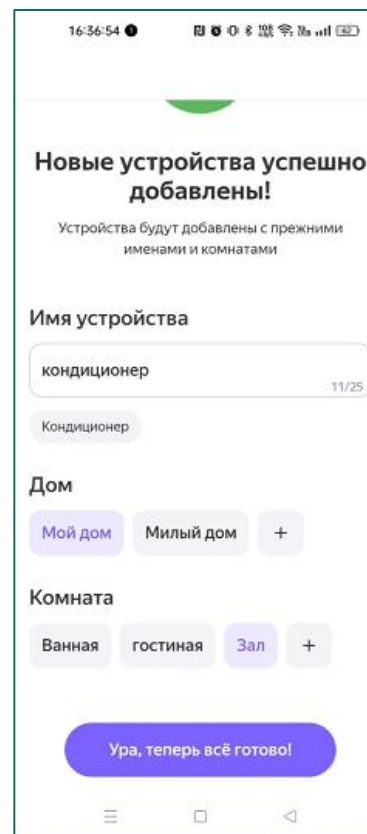 16:36:54
Новые устройства успешно
добавлены!
Устройства будут добавлены с прежними
именами и комнатами
Имя устройства
кондиционер
11/25
Кондиционер
Дом
Мой дом Милый дом +
Комната
Ванная гостиная Зал +
Ура, теперь всё готово!